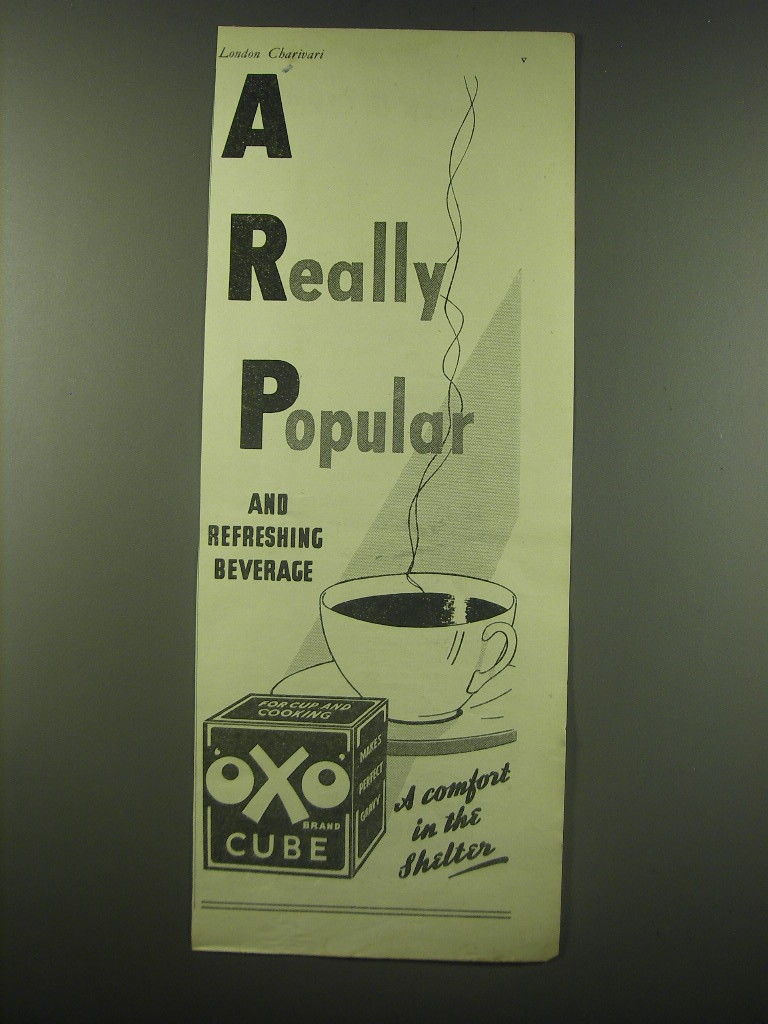 London Charivari
v
A
Really
Popular
AND
REFRESHING
BEVERAGE
FOR CUP AND
COOKING
'OXO'
BRAND
CUBE
MAKES
PERFECT
GRAVY
A comfort
in the
Shelter